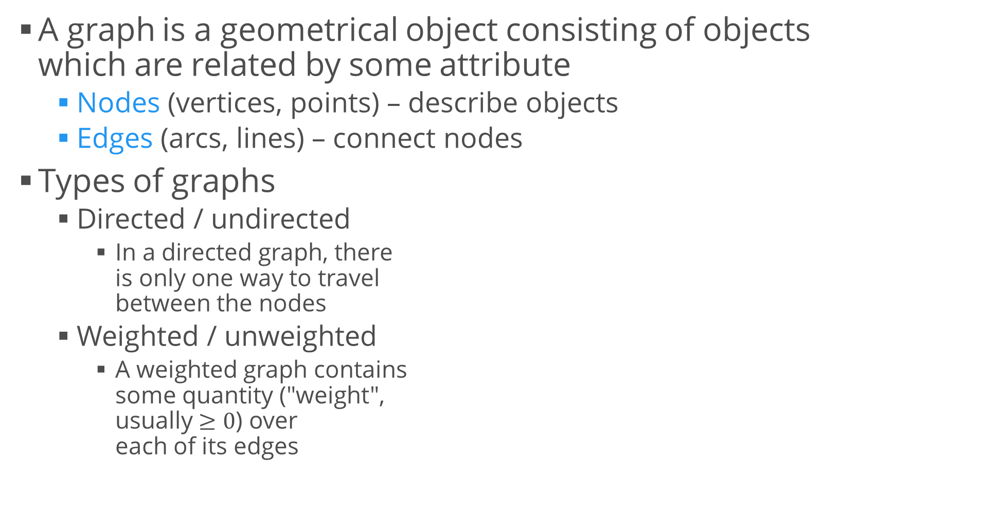 ▪ A graph is a geometrical object consisting of objects
which are related by some attribute
▪ Nodes (vertices, points) – describe objects
▪ Edges (arcs, lines) – connect nodes
▪ Types of graphs
▪ Directed / undirected
▪ In a directed graph, there
is only one way to travel
between the nodes
▪ Weighted / unweighted
▪ A weighted graph contains
some quantity ("weight",
usually ≥ 0) over
each of its edges